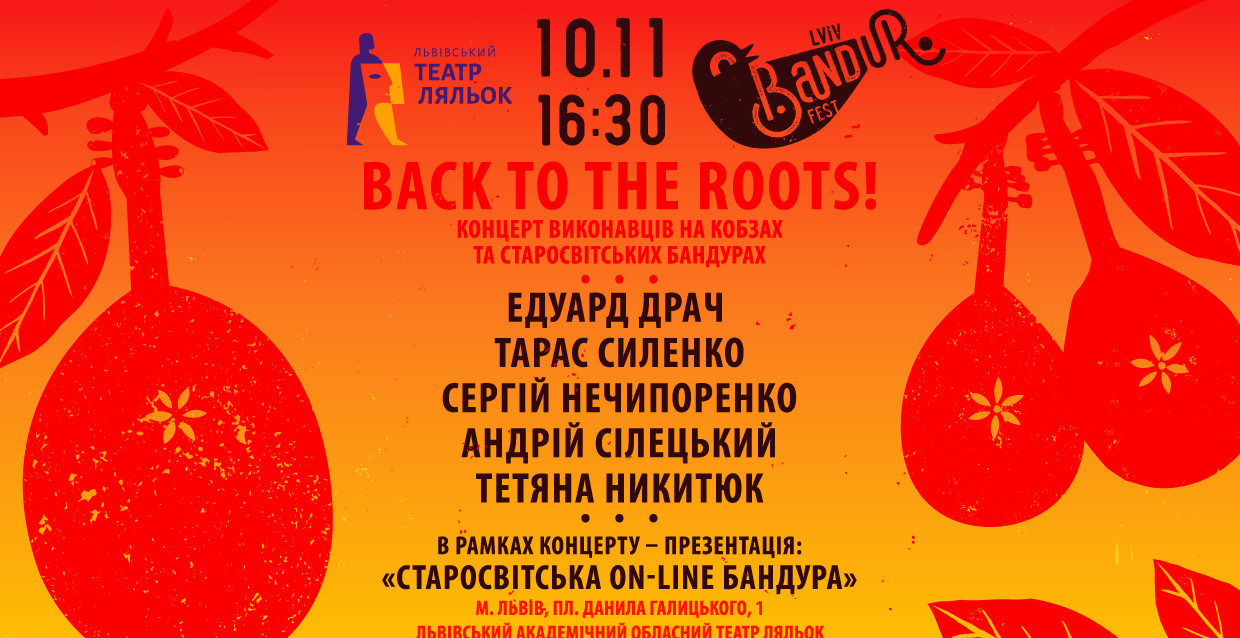 ЛЬВІВСЬКИЙ
ТЕАТР
ЛЯЛЬОК
10.11
16:30
LVIV
BANDUR
FEST
BACK TO THE ROOTS!
КОНЦЕРТ ВИКОНАВЦІВ НА КОБЗАХ
ТА СТАРОСВІТСЬКИХ БАНДУРАХ
ЕДУАРД ДРАЧ
ТАРАС СИЛЕНКО
СЕРГІЙ НЕЧИПОРЕНКО
АНДРІЙ СІЛЕЦЬКИЙ
ТЕТЯНА НИКИТЮК
В РАМКАХ КОНЦЕРТУ – ПРЕЗЕНТАЦІЯ:
«СТАРОСВІТСЬКА ON-LINE БАНДУРА»
М. ЛЬВІВ, ПЛ. ДАНИЛА ГАЛИЦЬКОГО, 1
ЛЬВІВСЬКИЙ АКАДЕМІЧНИЙ ОБЛАСНИЙ ТЕАТР ЛЯЛЬОК